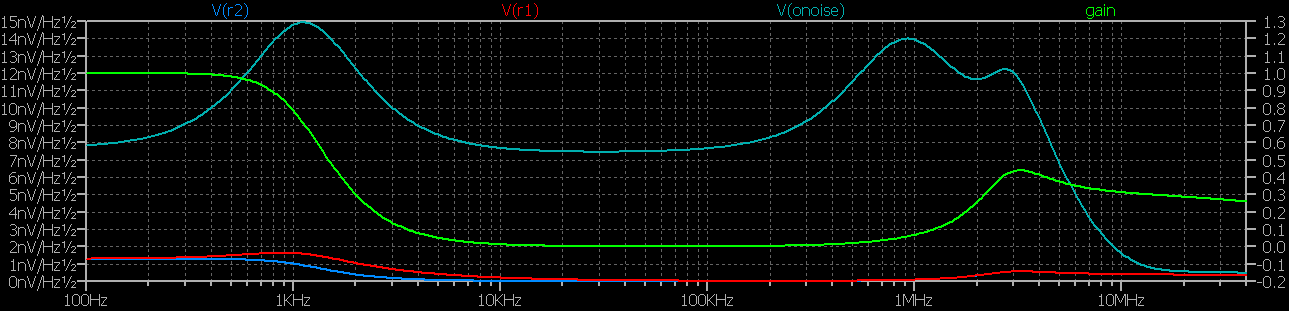 V(r2) V(r1) V(onoise) gain
15nV/Hz½ 1.3
14nV/Hz½ 1.2
13nV/Hz½ 1.1
12nV/Hz½ 1.0
11nV/Hz½ 0.9
10nV/Hz½ 0.8
9nV/Hz½ 0.7
8nV/Hz½ 0.6
7nV/Hz½ 0.5
6nV/Hz½ 0.4
5nV/Hz½ 0.3
4nV/Hz½ 0.2
3nV/Hz½ 0.1
2nV/Hz½ 0.0
1nV/Hz½ -0.1
0nV/Hz½ -0.2
100Hz 1KHz 10KHz 100KHz 1MHz 10MHz